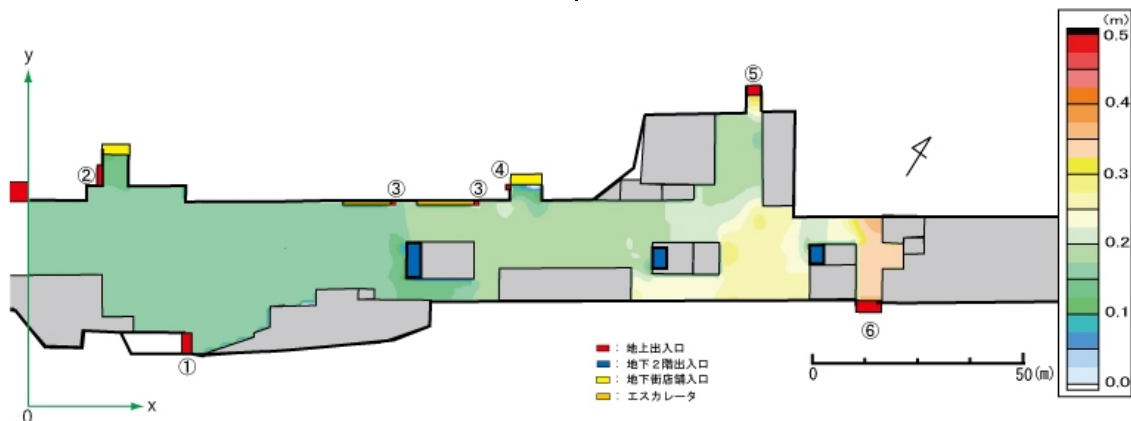 y
x
0
②
①
③
③
④
⑤
⑥
■ : 地上出入口
■ : 地下２階出入口
■ : 地下街店舗入口
■ : エスカレータ
0 50(m)
(m)
0.5
0.4
0.3
0.2
0.1
0.0